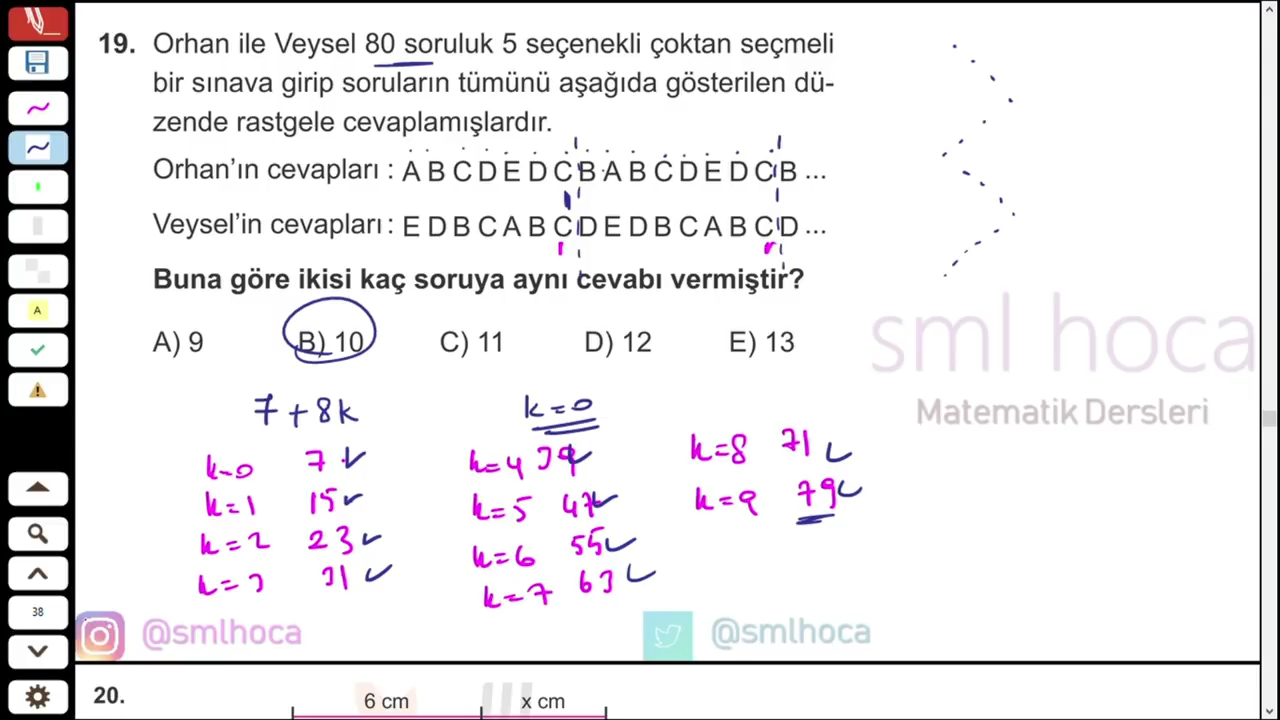 19. Orhan ile Veysel 80 soruluk 5 seçenekli çoktan seçmeli
bir sınava girip soruların tümünü aşağıda gösterilen dü-
zende rastgele cevaplamışlardır.
Orhan'ın cevapları : A B C D E D C B A B C D E D C B ...
Veysel'in cevapları : E D B C A B C D E D B C A B C D ...
Buna göre ikisi kaç soruya aynı cevabı vermiştir?
A) 9 B) 10 C) 11 D) 12 E) 13
sml hoca
Matematik Dersleri
7 + 8k k = 0
k=0 7 k=4 39 k=8 71
k=1 15 k=5 47 k=9 79
k=2 23 k=6 55
k=3 31 k=7 63
@smlhoca @smlhoca
38
A
20. 6 cm x cm